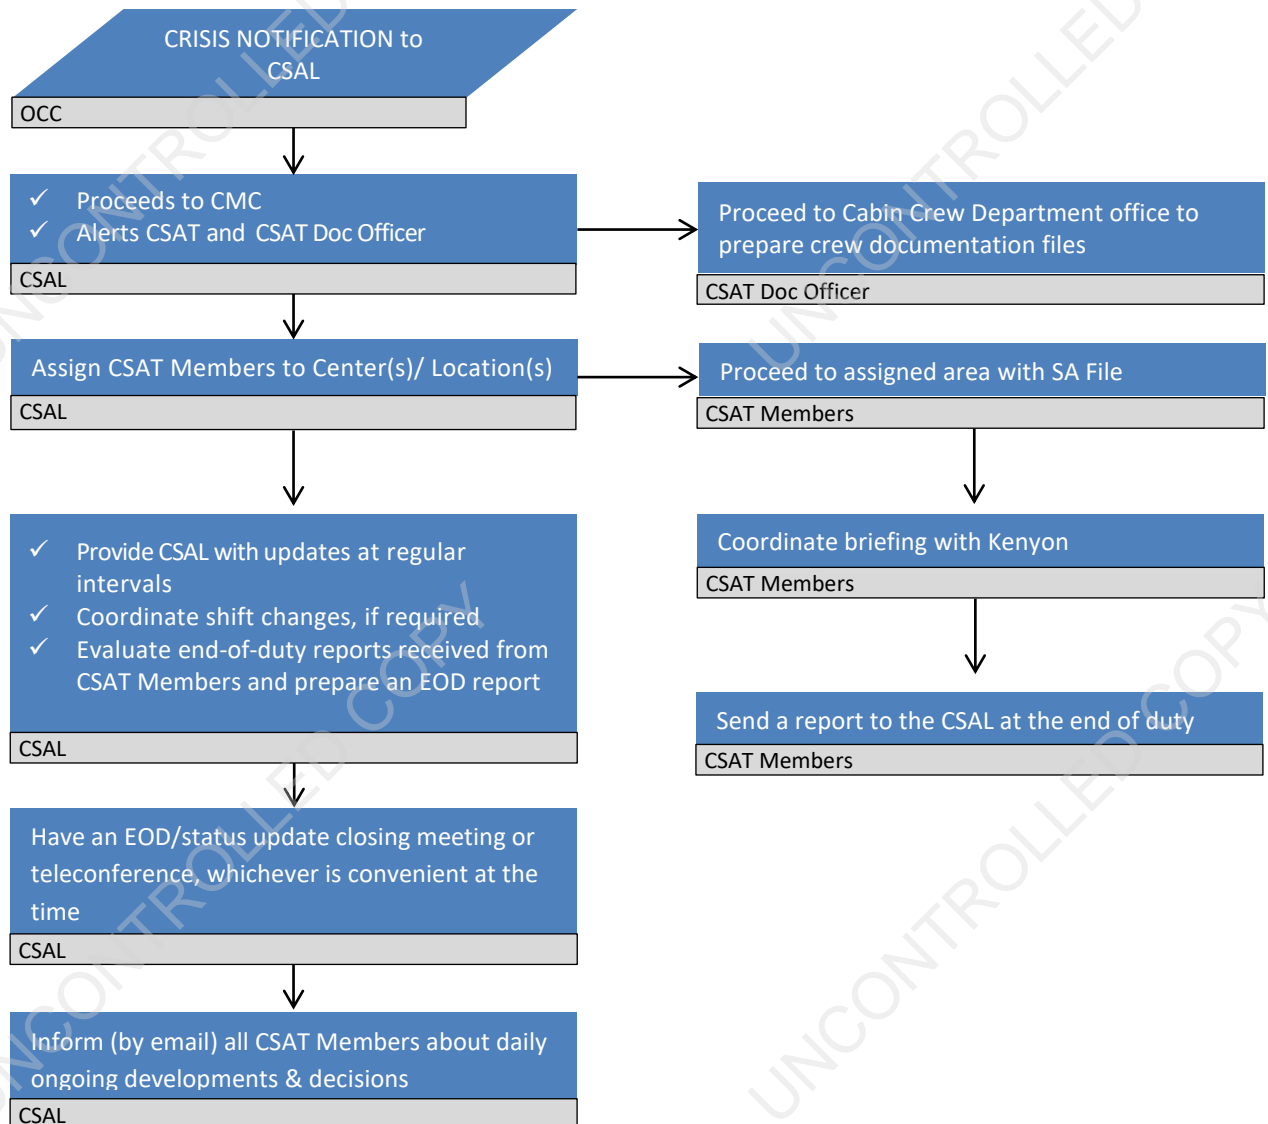 CRISIS NOTIFICATION to
CSAL
OCC
✓ Proceeds to CMC
✓ Alerts CSAT and CSAT Doc Officer
CSAL
Proceed to Cabin Crew Department office to
prepare crew documentation files
CSAT Doc Officer
Assign CSAT Members to Center(s)/ Location(s)
CSAL
Proceed to assigned area with SA File
CSAT Members
✓ Provide CSAL with updates at regular
intervals
✓ Coordinate shift changes, if required
✓ Evaluate end-of-duty reports received from
CSAT Members and prepare an EOD report
CSAL
Coordinate briefing with Kenyon
CSAT Members
Send a report to the CSAL at the end of duty
CSAT Members
Have an EOD/status update closing meeting or
teleconference, whichever is convenient at the
time
CSAL
Inform (by email) all CSAT Members about daily
ongoing developments & decisions
CSAL
UNCONTROLLED
UNCONTROLLED
UNCONTROLLED COPY
UNCONTROLLED COPY